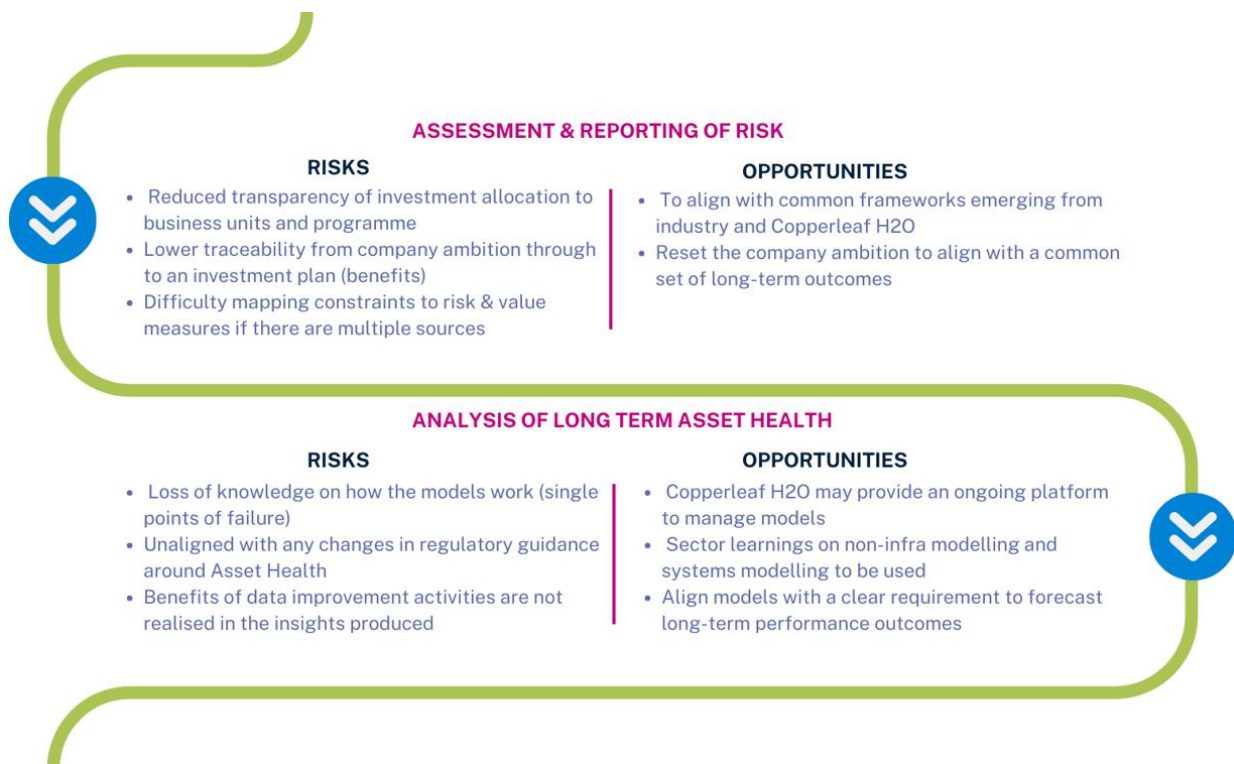 ASSESSMENT & REPORTING OF RISK
RISKS
• Reduced transparency of investment allocation to
business units and programme
• Lower traceability from company ambition through
to an investment plan (benefits)
• Difficulty mapping constraints to risk & value
measures if there are multiple sources
OPPORTUNITIES
• To align with common frameworks emerging from
industry and Copperleaf H2O
• Reset the company ambition to align with a common
set of long-term outcomes
ANALYSIS OF LONG TERM ASSET HEALTH
RISKS
• Loss of knowledge on how the models work (single
points of failure)
• Unaligned with any changes in regulatory guidance
around Asset Health
• Benefits of data improvement activities are not
realised in the insights produced
OPPORTUNITIES
• Copperleaf H2O may provide an ongoing platform
to manage models
• Sector learnings on non-infra modelling and
systems modelling to be used
• Align models with a clear requirement to forecast
long-term performance outcomes